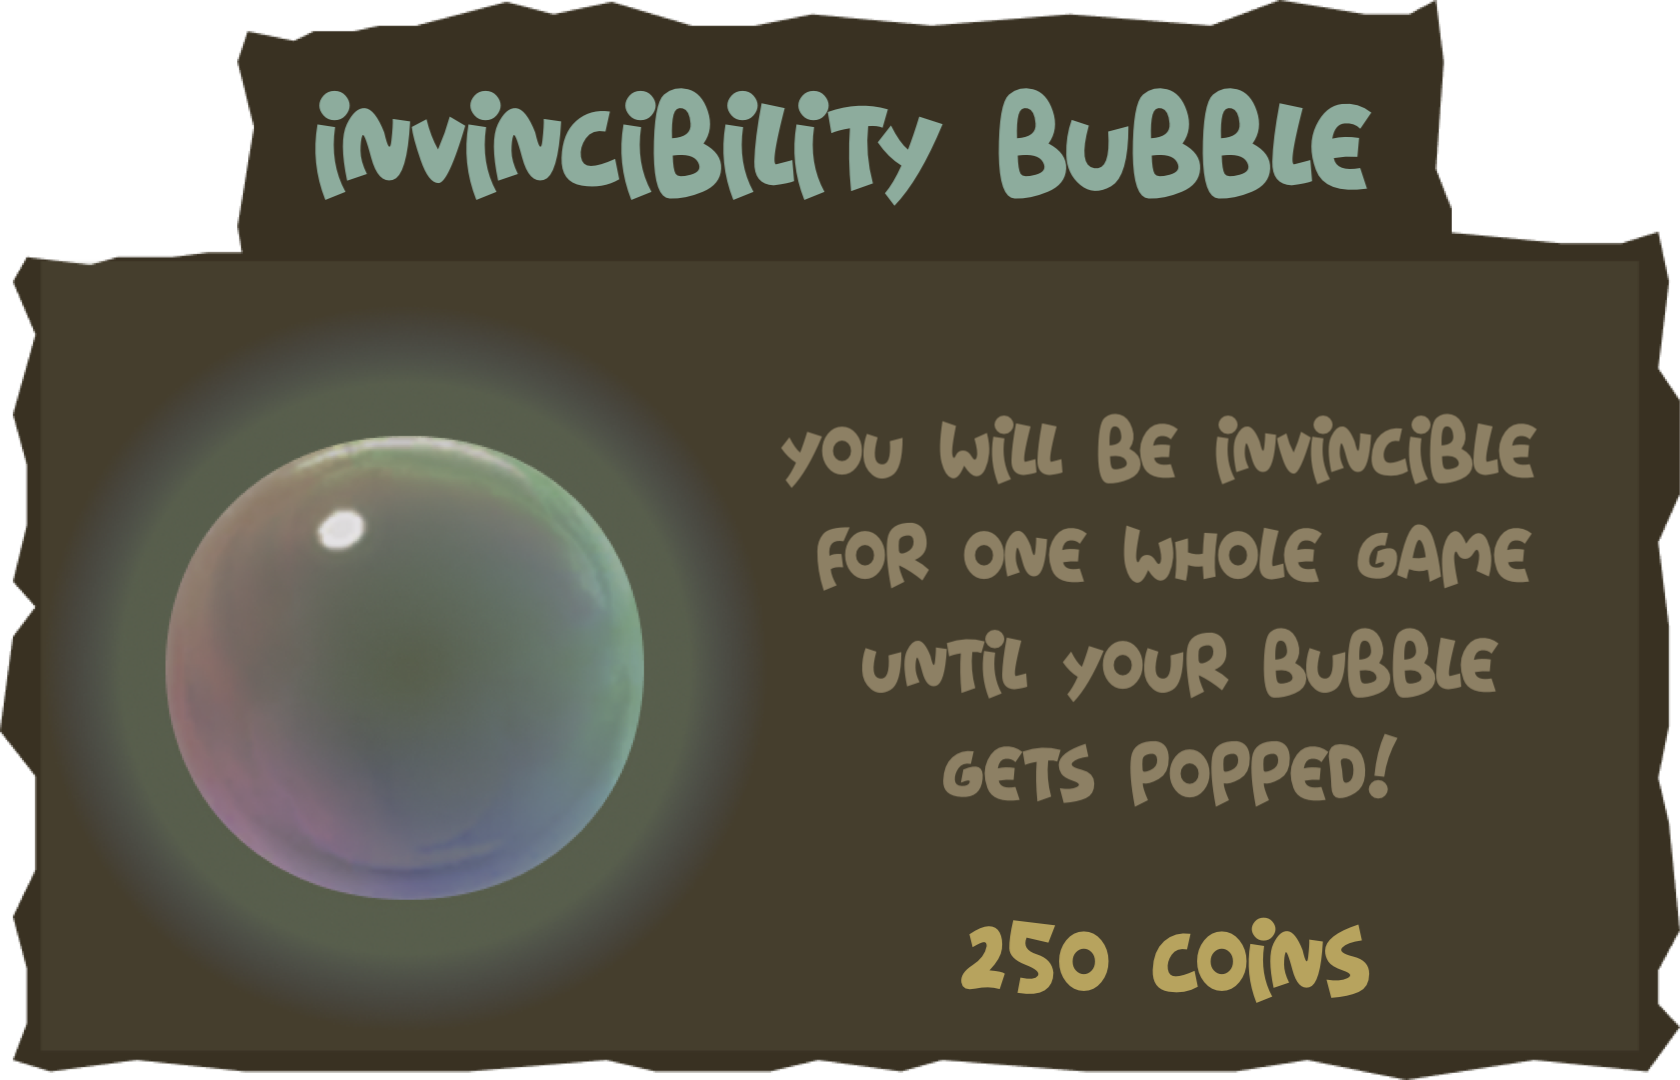 iNViNCiBiLiTY BUBBLE
YOU WiLL BE iNViNCiBLE
FOR ONE WHOLE GAME
UNTiL YOUR BUBBLE
GETS POPPED!
250 COiNS